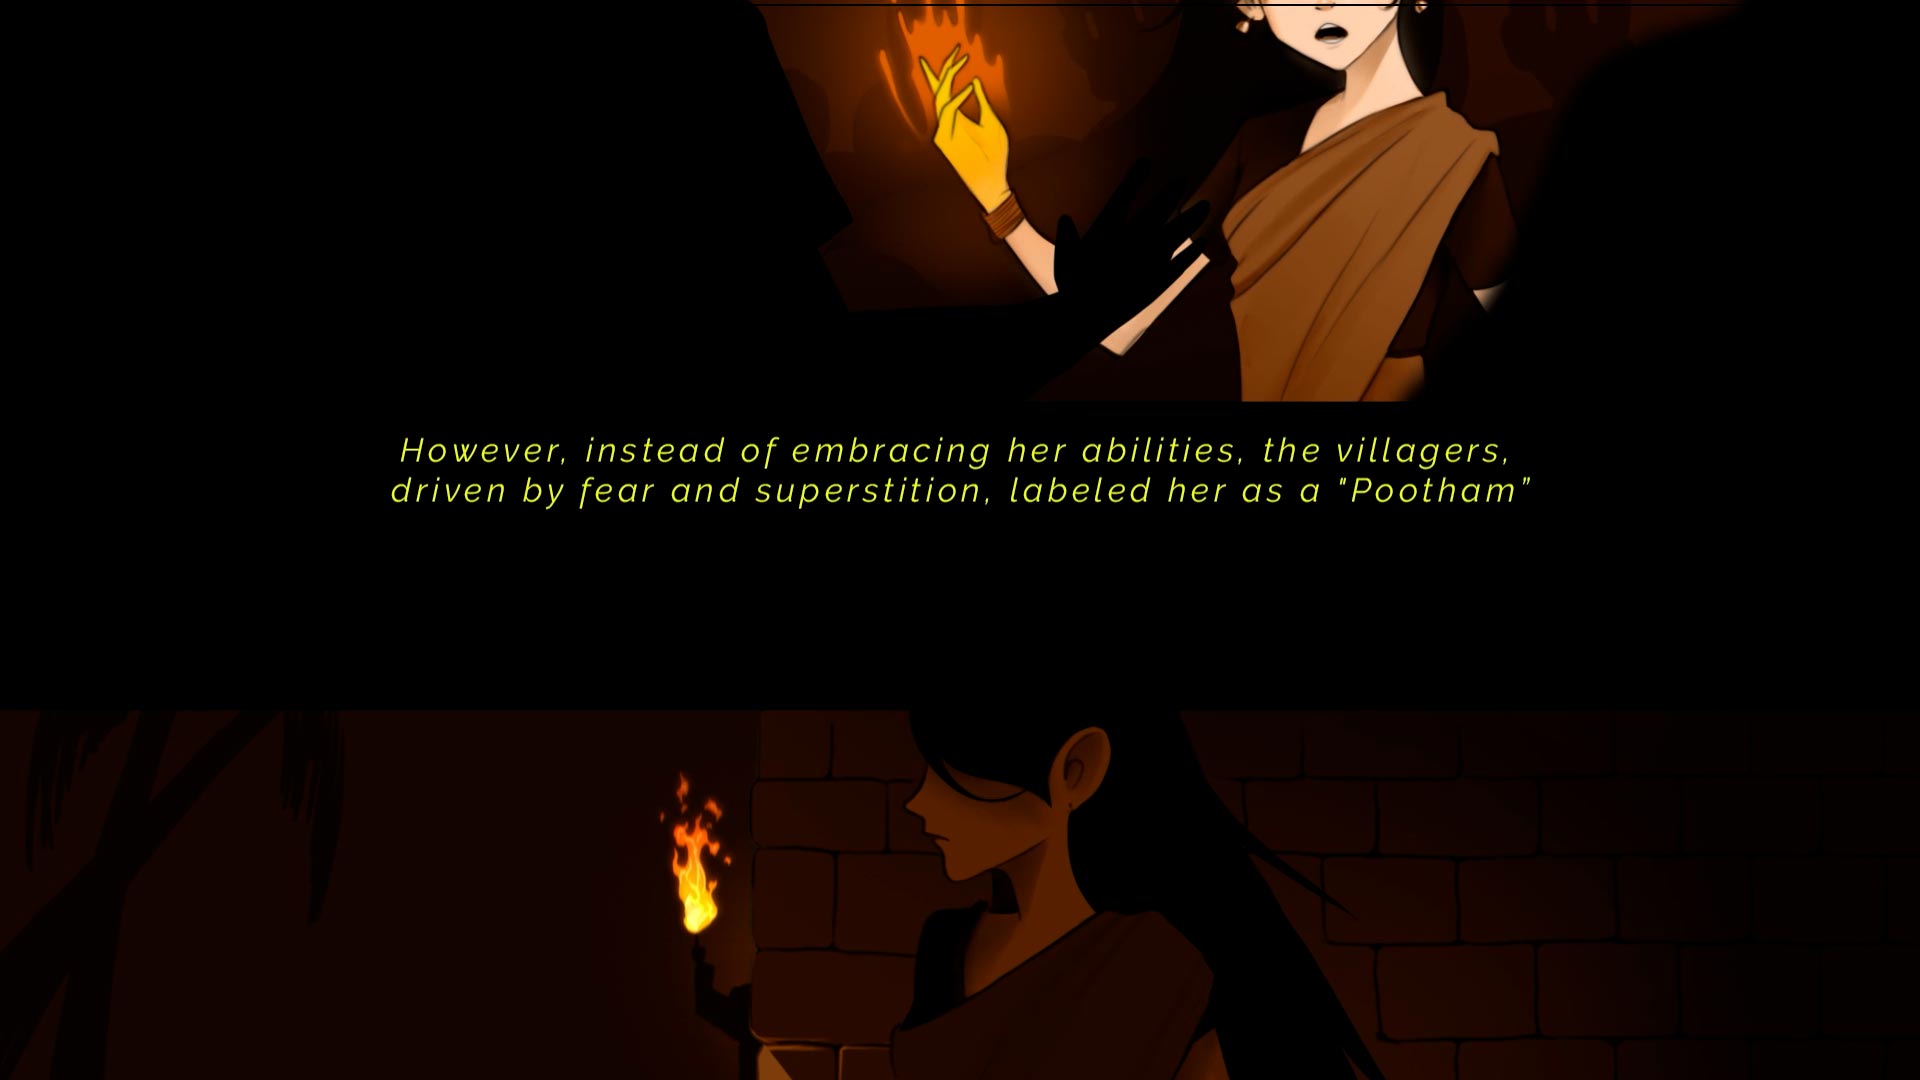 However, instead of embracing her abilities, the villagers,
driven by fear and superstition, labeled her as a "Pootham”